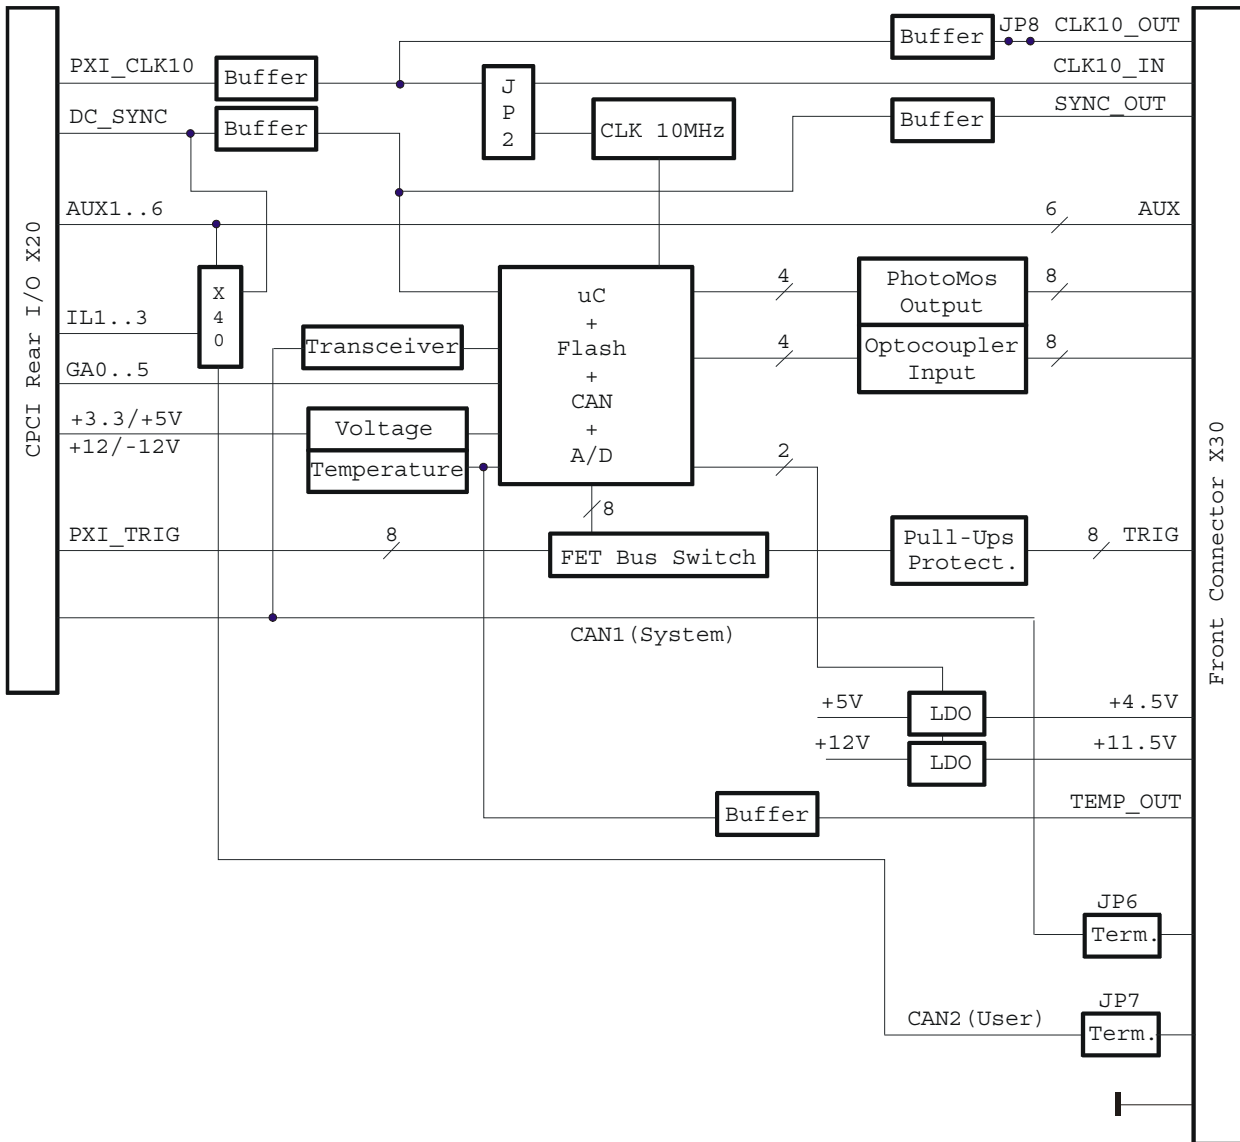 JP8
CLK10_OUT
Buffer
PXI_CLK10
Buffer
CLK10_IN
J
P
2
DC_SYNC
Buffer
CLK 10MHz
Buffer
SYNC_OUT
AUX1..6
6
AUX
CPCI Rear I/O X20
X
4
0
uC
+
Flash
+
CAN
+
A/D
4
PhotoMos
Output
8
IL1..3
Transceiver
4
Optocoupler
Input
8
GA0..5
+3.3/+5V
+12/-12V
Voltage
Temperature
2
Front Connector X30
8
PXI_TRIG
8
FET Bus Switch
Pull-Ups
Protect.
8
TRIG
CAN1(System)
+5V
LDO
+4.5V
+12V
LDO
+11.5V
Buffer
TEMP_OUT
JP6
Term.
JP7
CAN2(User)
Term.